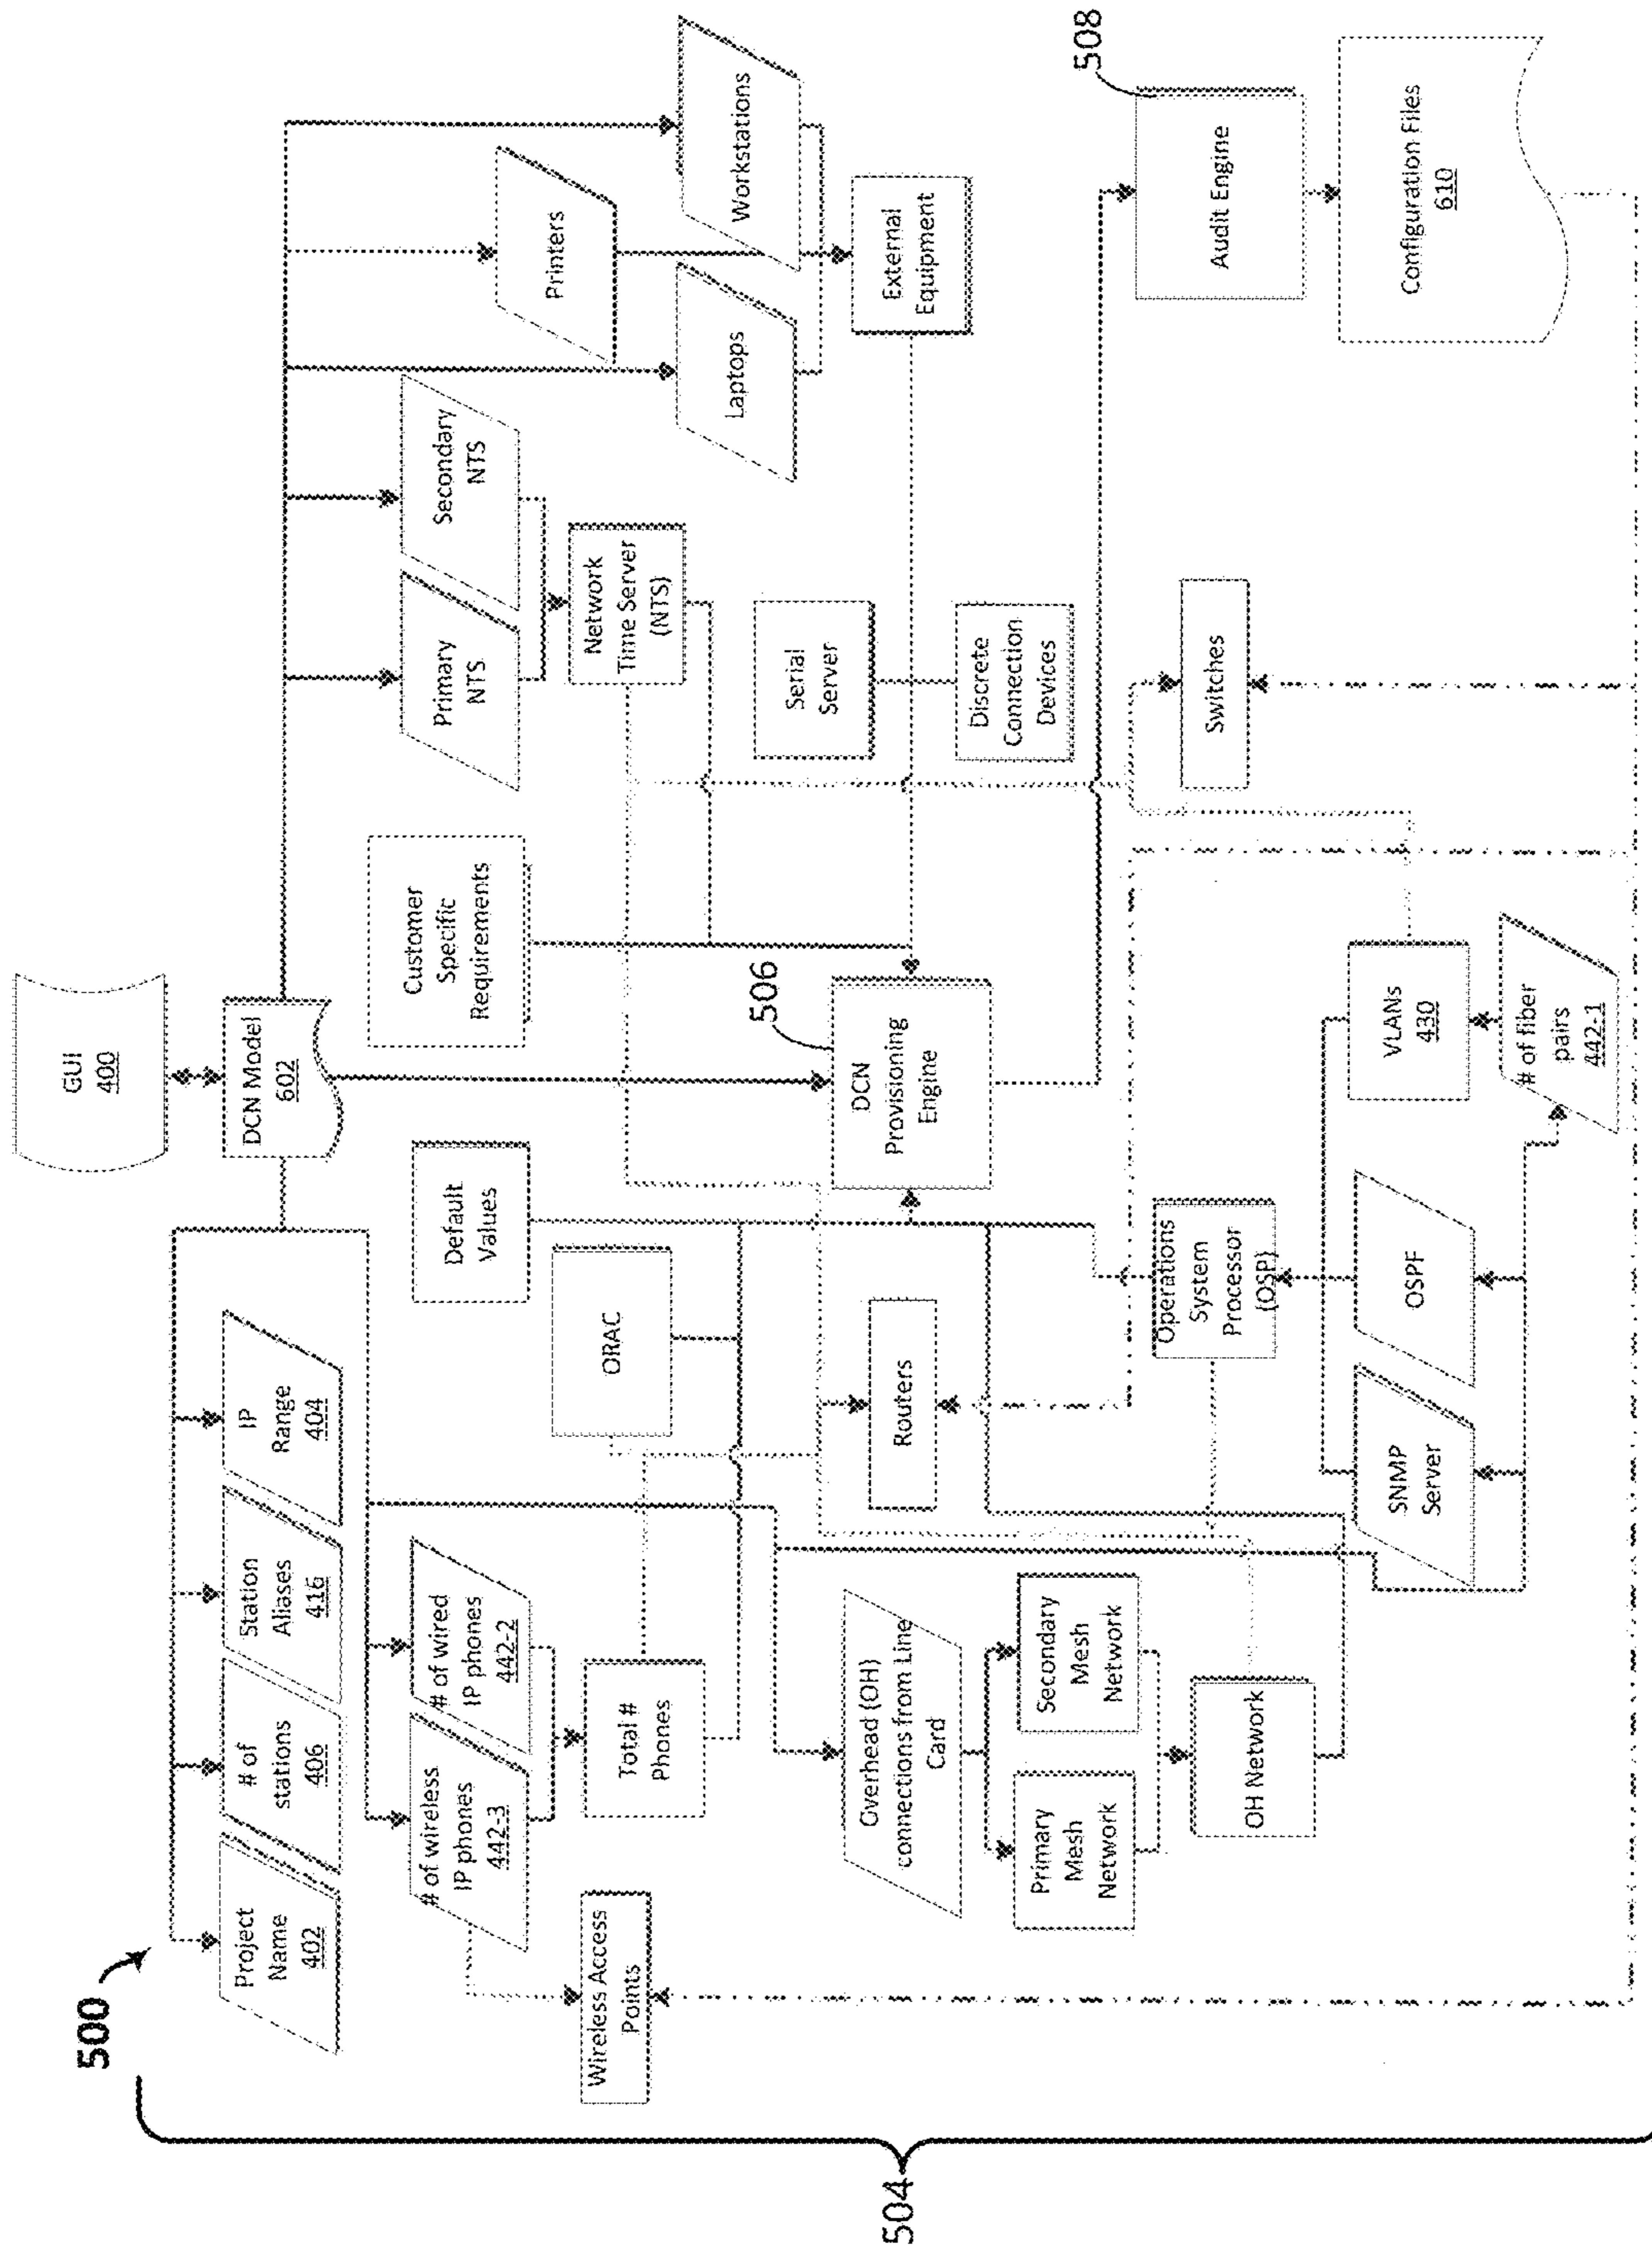 500
504
GUI
400
DCN Model
602
Project
Name
402
# of
stations
406
Station
Aliases
416
IP
Range
404
# of wireless
IP phones
442-3
# of wired
IP phones
442-2
Default
Values
Customer
Specific
Requirements
Primary
NTS
Secondary
NTS
Printers
Wireless Access
Points
Total #
Phones
ORAC
Network
Time Server
(NTS)
Laptops
Workstations
Serial
Server
External
Equipment
506
DCN
Provisioning
Engine
Overhead (OH)
connections from Line
Card
Routers
Discrete
Connection
Devices
Primary
Mesh
Network
Secondary
Mesh
Network
508
Audit Engine
Operations
System
Processor
(OSP)
Switches
OH Network
SNMP
Server
OSPF
VLANs
430
Configuration Files
610
# of fiber
pairs
442-1